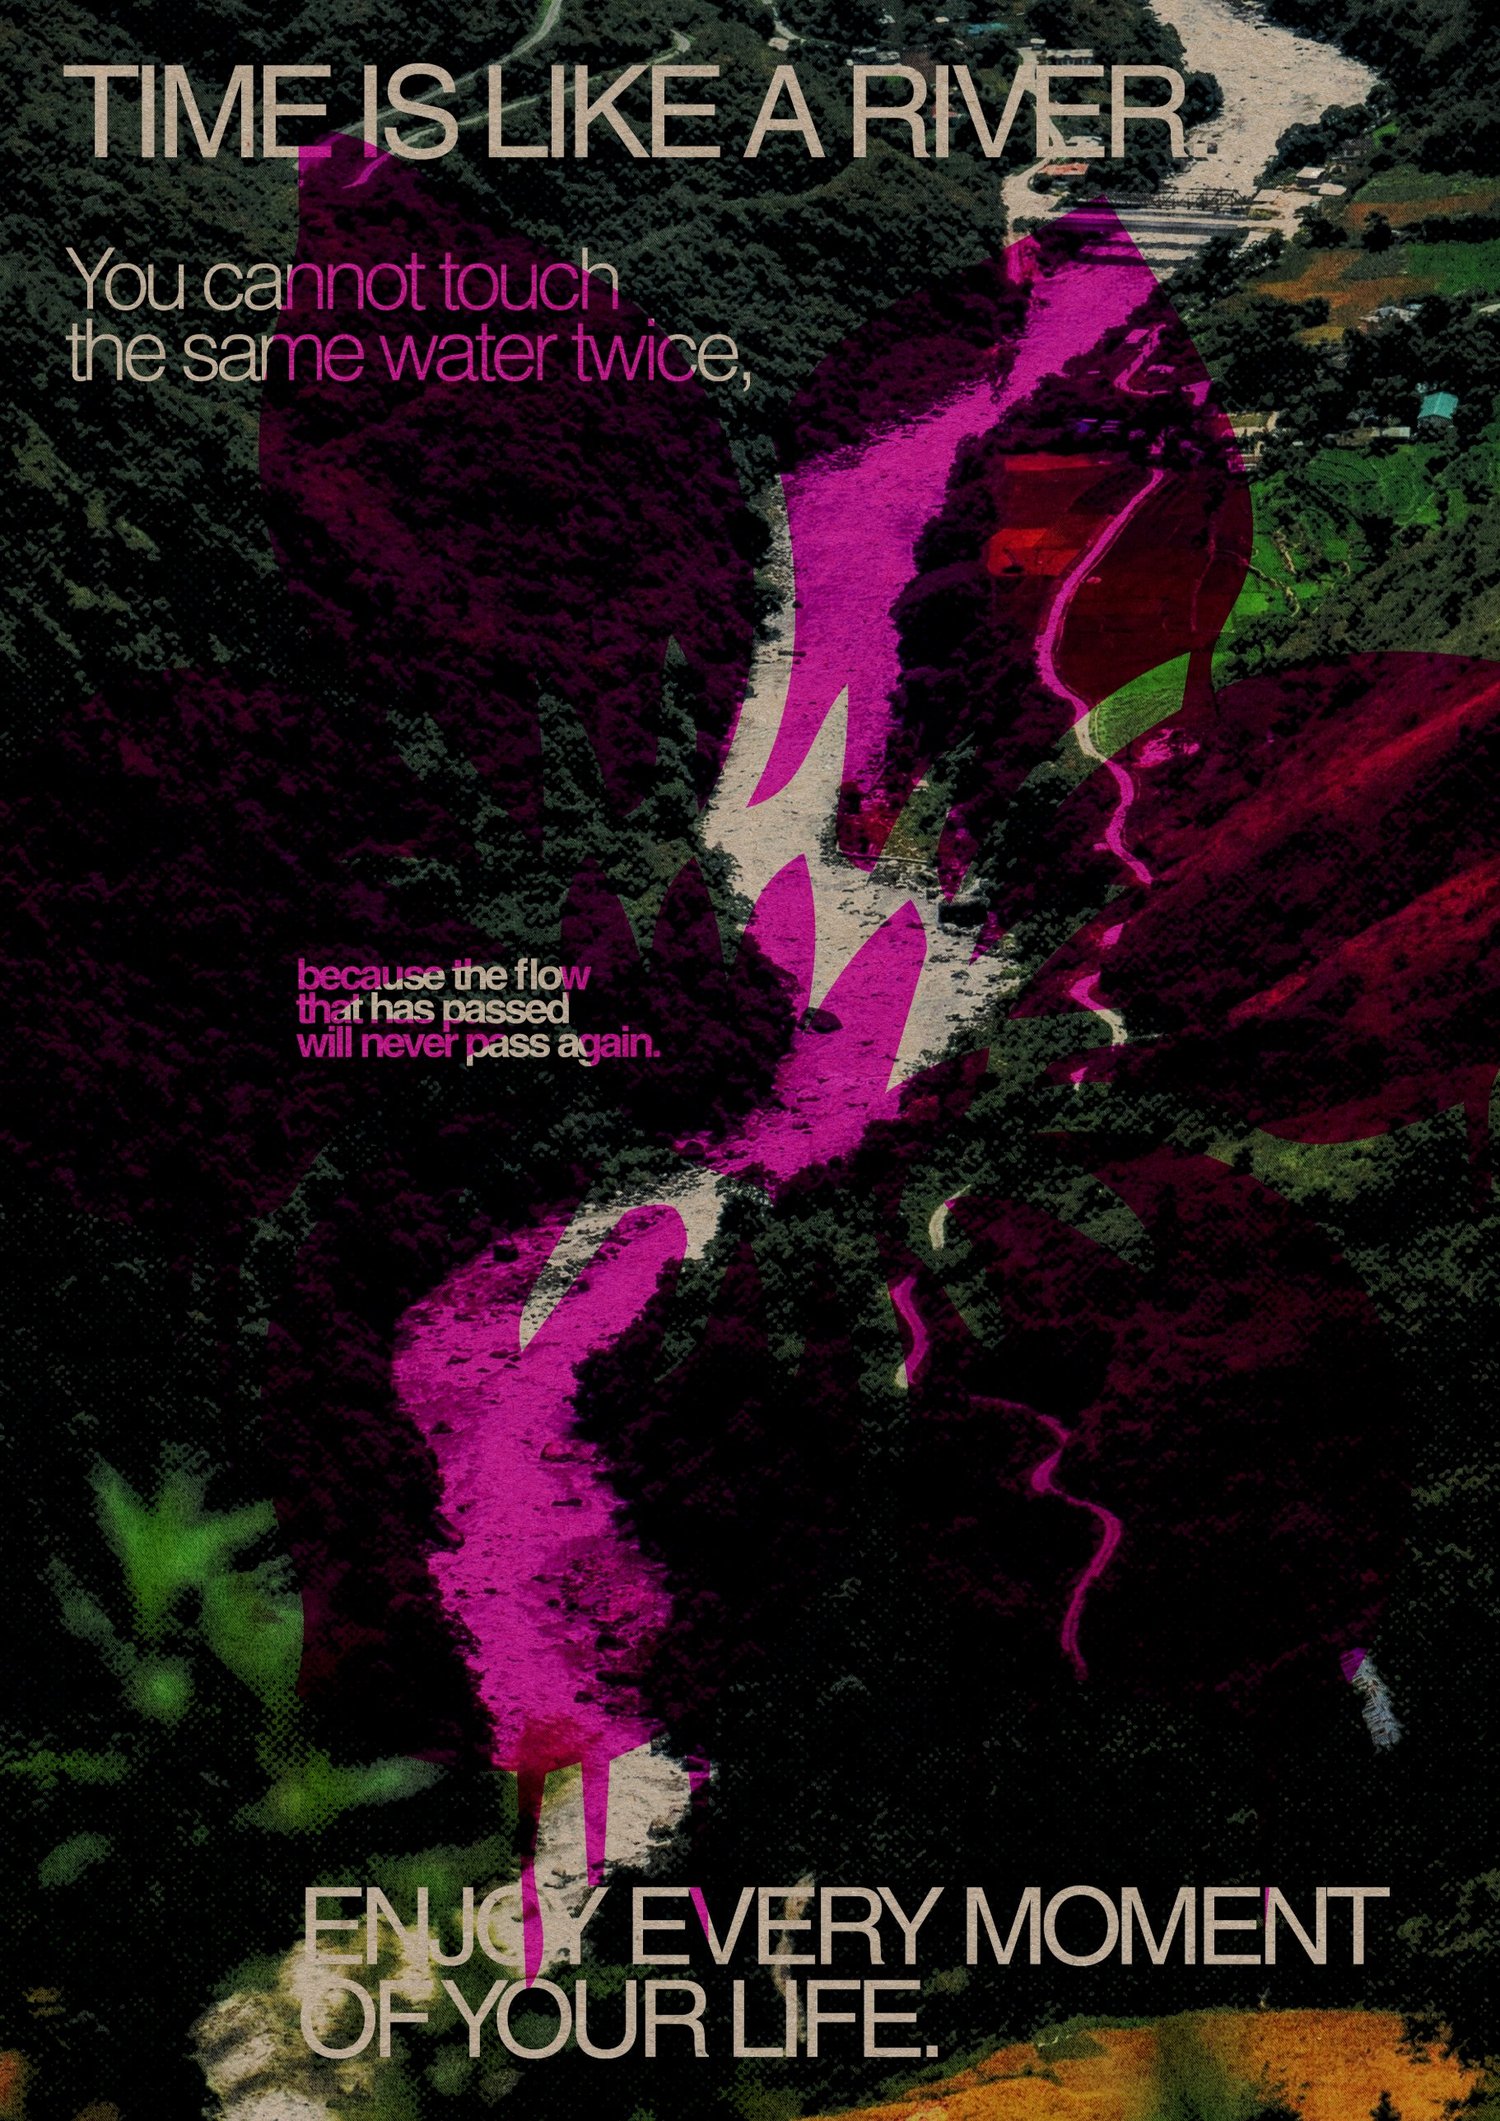 TIME IS LIKE A RIVER.
You cannot touch
the same water twice,
because the flow
that has passed
will never pass again.
ENJOY EVERY MOMENT
OF YOUR LIFE.